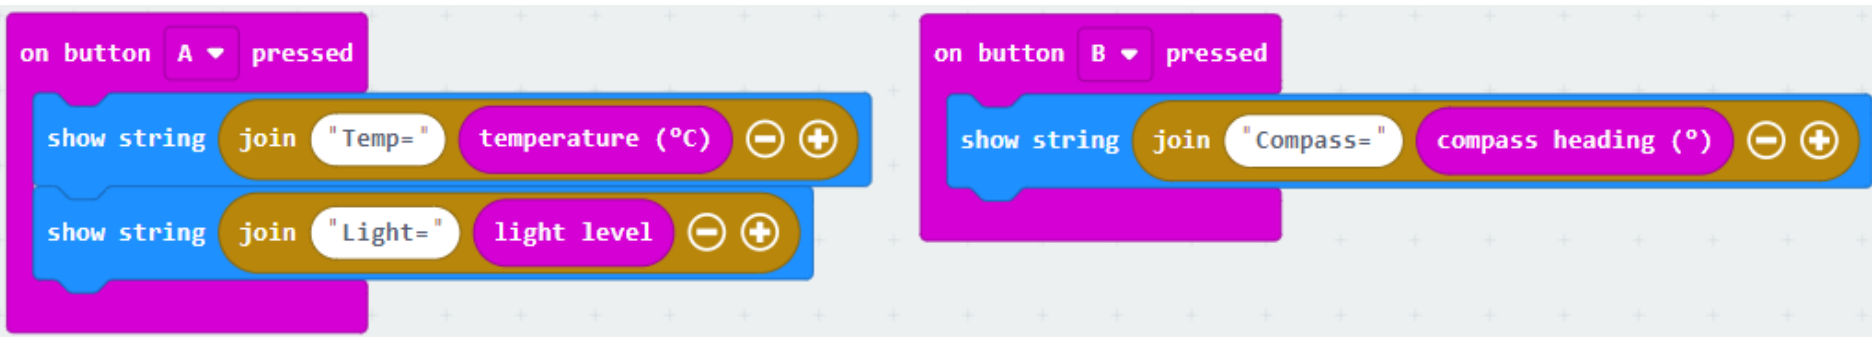 on button A pressed
show string join "Temp=" temperature (°C)
show string join "Light=" light level
on button B pressed
show string join "Compass=" compass heading (°)